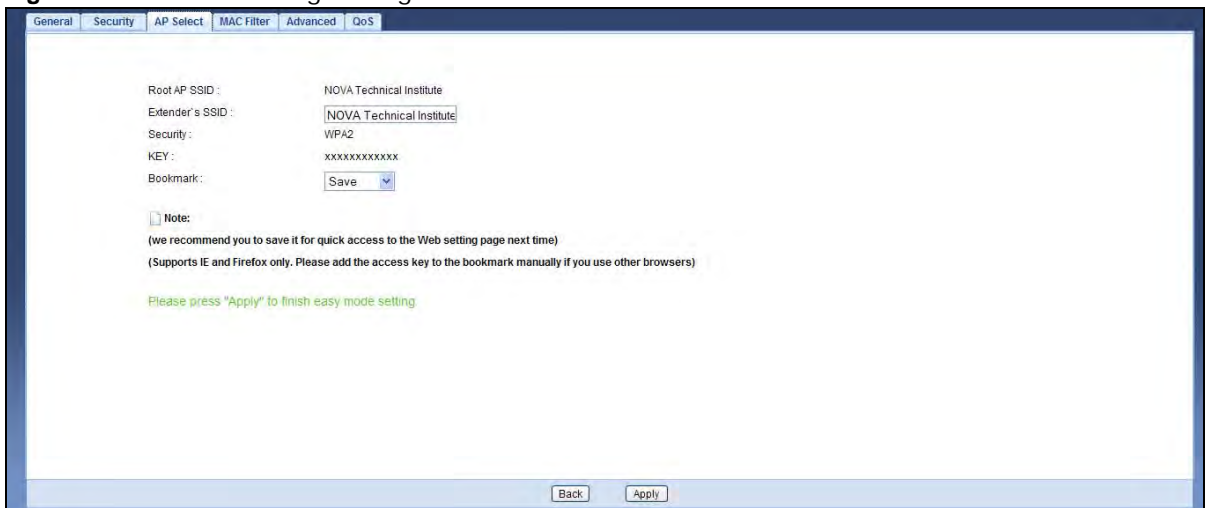 General Security AP Select MAC Filter Advanced QoS
Root AP SSID : NOVA Technical Institute
Extender's SSID : NOVA Technical Institute
Security : WPA2
KEY : xxxxxxxxxxxx
Bookmark : Save
Note:
(we recommend you to save it for quick access to the Web setting page next time)
(Supports IE and Firefox only. Please add the access key to the bookmark manually if you use other browsers)
Please press "Apply" to finish easy mode setting
Back Apply